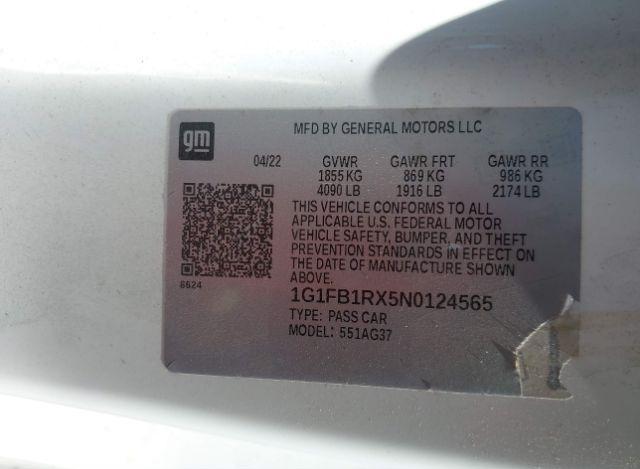 gm
MFD BY GENERAL MOTORS LLC
04/22 GVWR GAWR FRT GAWR RR
1855 KG 869 KG 986 KG
4090 LB 1916 LB 2174 LB
THIS VEHICLE CONFORMS TO ALL
APPLICABLE U.S. FEDERAL MOTOR
VEHICLE SAFETY, BUMPER, AND THEFT
PREVENTION STANDARDS IN EFFECT ON
THE DATE OF MANUFACTURE SHOWN
ABOVE.
6624
1G1FB1RX5N0124565
TYPE: PASS CAR
MODEL: 551AG37